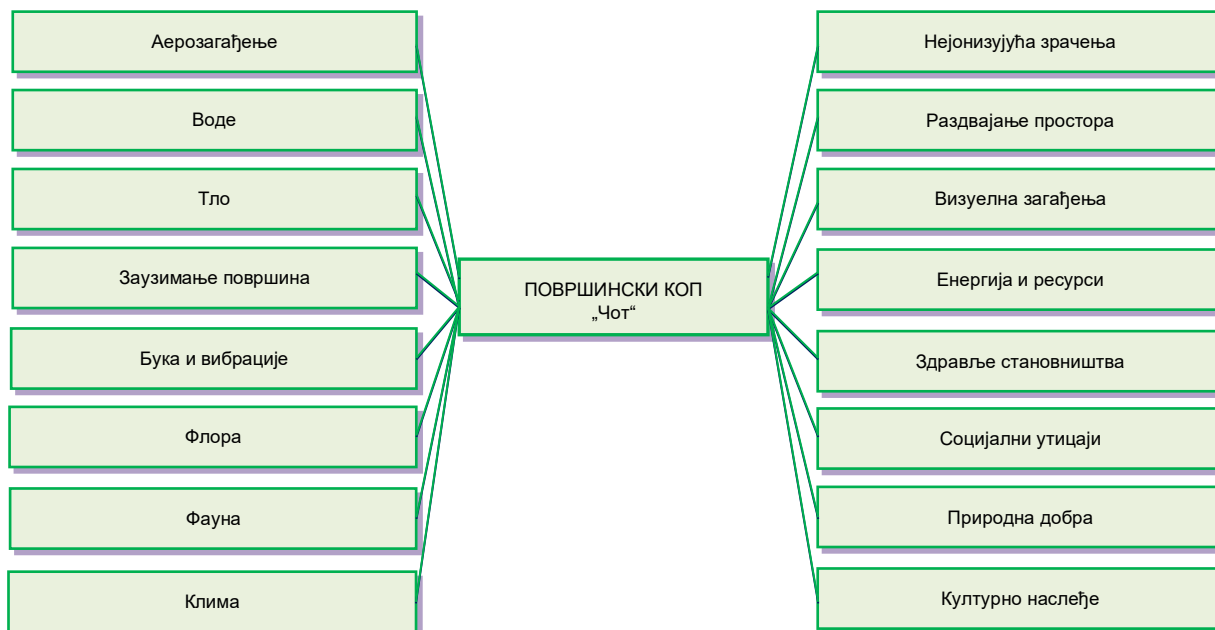 Аерозагађење
Воде
Тло
Заузимање површина
Бука и вибрације
Флора
Фауна
Клима
ПОВРШИНСКИ КОП
„Чот“
Нејонизујућа зрачења
Раздвајање простора
Визуелна загађења
Енергија и ресурси
Здравље становништва
Социјални утицаји
Природна добра
Културно наслеђе